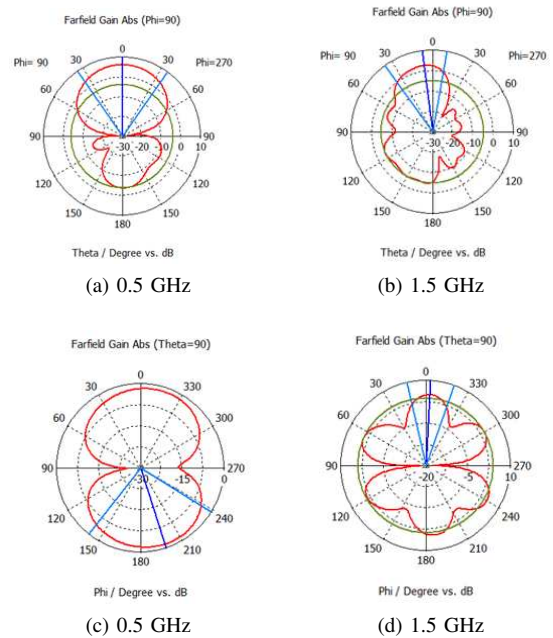 Farfield Gain Abs (Phi=90)
Phi= 90 30 0 30 Phi=270
60 60
90 -30 -20 -10 0 10 90
120 120
150 150
180
Theta / Degree vs. dB
(a) 0.5 GHz
Farfield Gain Abs (Phi=90)
Phi= 90 30 0 30 Phi=270
60 60
90 -30 -20 -10 0 10 90
120 120
150 150
180
Theta / Degree vs. dB
(b) 1.5 GHz
Farfield Gain Abs (Theta=90)
0
30 330
60 300
90 -30 -15 0 270
120 240
150 210
180
Phi / Degree vs. dB
(c) 0.5 GHz
Farfield Gain Abs (Theta=90)
0
30 330
60 300
90 -20 -5 10 270
120 240
150 210
180
Phi / Degree vs. dB
(d) 1.5 GHz